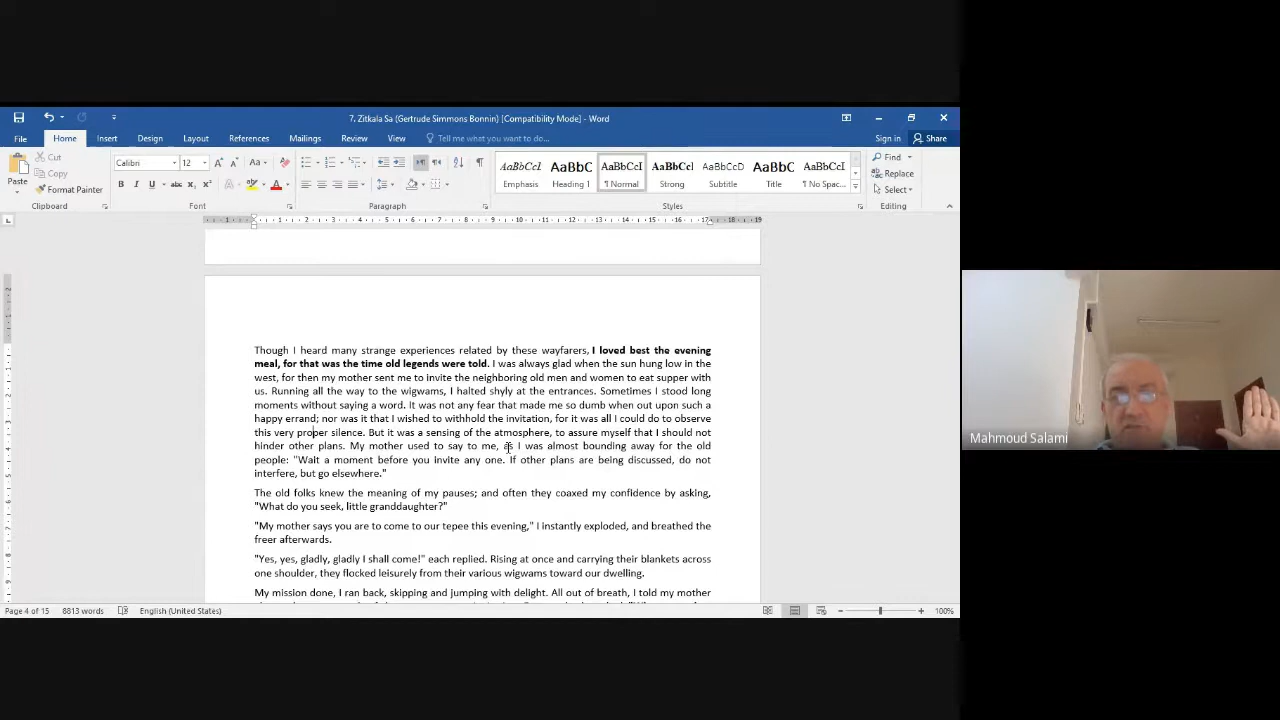 7. Zitkala Sa (Gertrude Simmons Bonnin) [Compatibility Mode] - Word
File Home Insert Design Layout References Mailings Review View Tell me what you want to do... Sign in Share
Cut
Copy
Format Painter
Paste
Clipboard
Calibri 12
Font
Paragraph
AaBbCcI AaBbC AaBbCcI AaBbCcl AaBbCcD AaBbC AaBbCcI
Emphasis Heading 1 ¶ Normal Strong Subtitle Title ¶ No Spac...
Styles
Find
Replace
Select
Editing
Though I heard many strange experiences related by these wayfarers, I loved best the evening
meal, for that was the time old legends were told. I was always glad when the sun hung low in the
west, for then my mother sent me to invite the neighboring old men and women to eat supper with
us. Running all the way to the wigwams, I halted shyly at the entrances. Sometimes I stood long
moments without saying a word. It was not any fear that made me so dumb when out upon such a
happy errand; nor was it that I wished to withhold the invitation, for it was all I could do to observe
this very proper silence. But it was a sensing of the atmosphere, to assure myself that I should not
hinder other plans. My mother used to say to me, as I was almost bounding away for the old
people: "Wait a moment before you invite any one. If other plans are being discussed, do not
interfere, but go elsewhere."
The old folks knew the meaning of my pauses; and often they coaxed my confidence by asking,
"What do you seek, little granddaughter?"
"My mother says you are to come to our tepee this evening," I instantly exploded, and breathed the
freer afterwards.
"Yes, yes, gladly, gladly I shall come!" each replied. Rising at once and carrying their blankets across
one shoulder, they flocked leisurely from their various wigwams toward our dwelling.
My mission done, I ran back, skipping and jumping with delight. All out of breath, I told my mother
Page 4 of 15 8813 words English (United States) 100%
Mahmoud Salami